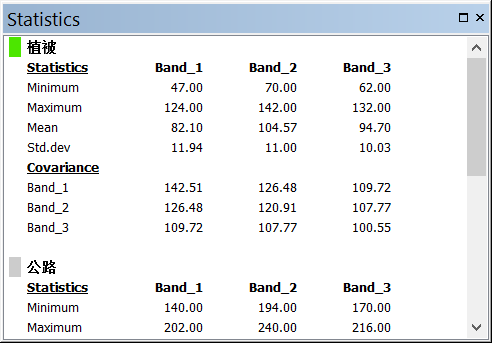 Statistics
植被
Statistics Band_1 Band_2 Band_3
Minimum 47.00 70.00 62.00
Maximum 124.00 142.00 132.00
Mean 82.10 104.57 94.70
Std.dev 11.94 11.00 10.03
Covariance
Band_1 142.51 126.48 109.72
Band_2 126.48 120.91 107.77
Band_3 109.72 107.77 100.55
公路
Statistics Band_1 Band_2 Band_3
Minimum 140.00 194.00 170.00
Maximum 202.00 240.00 216.00